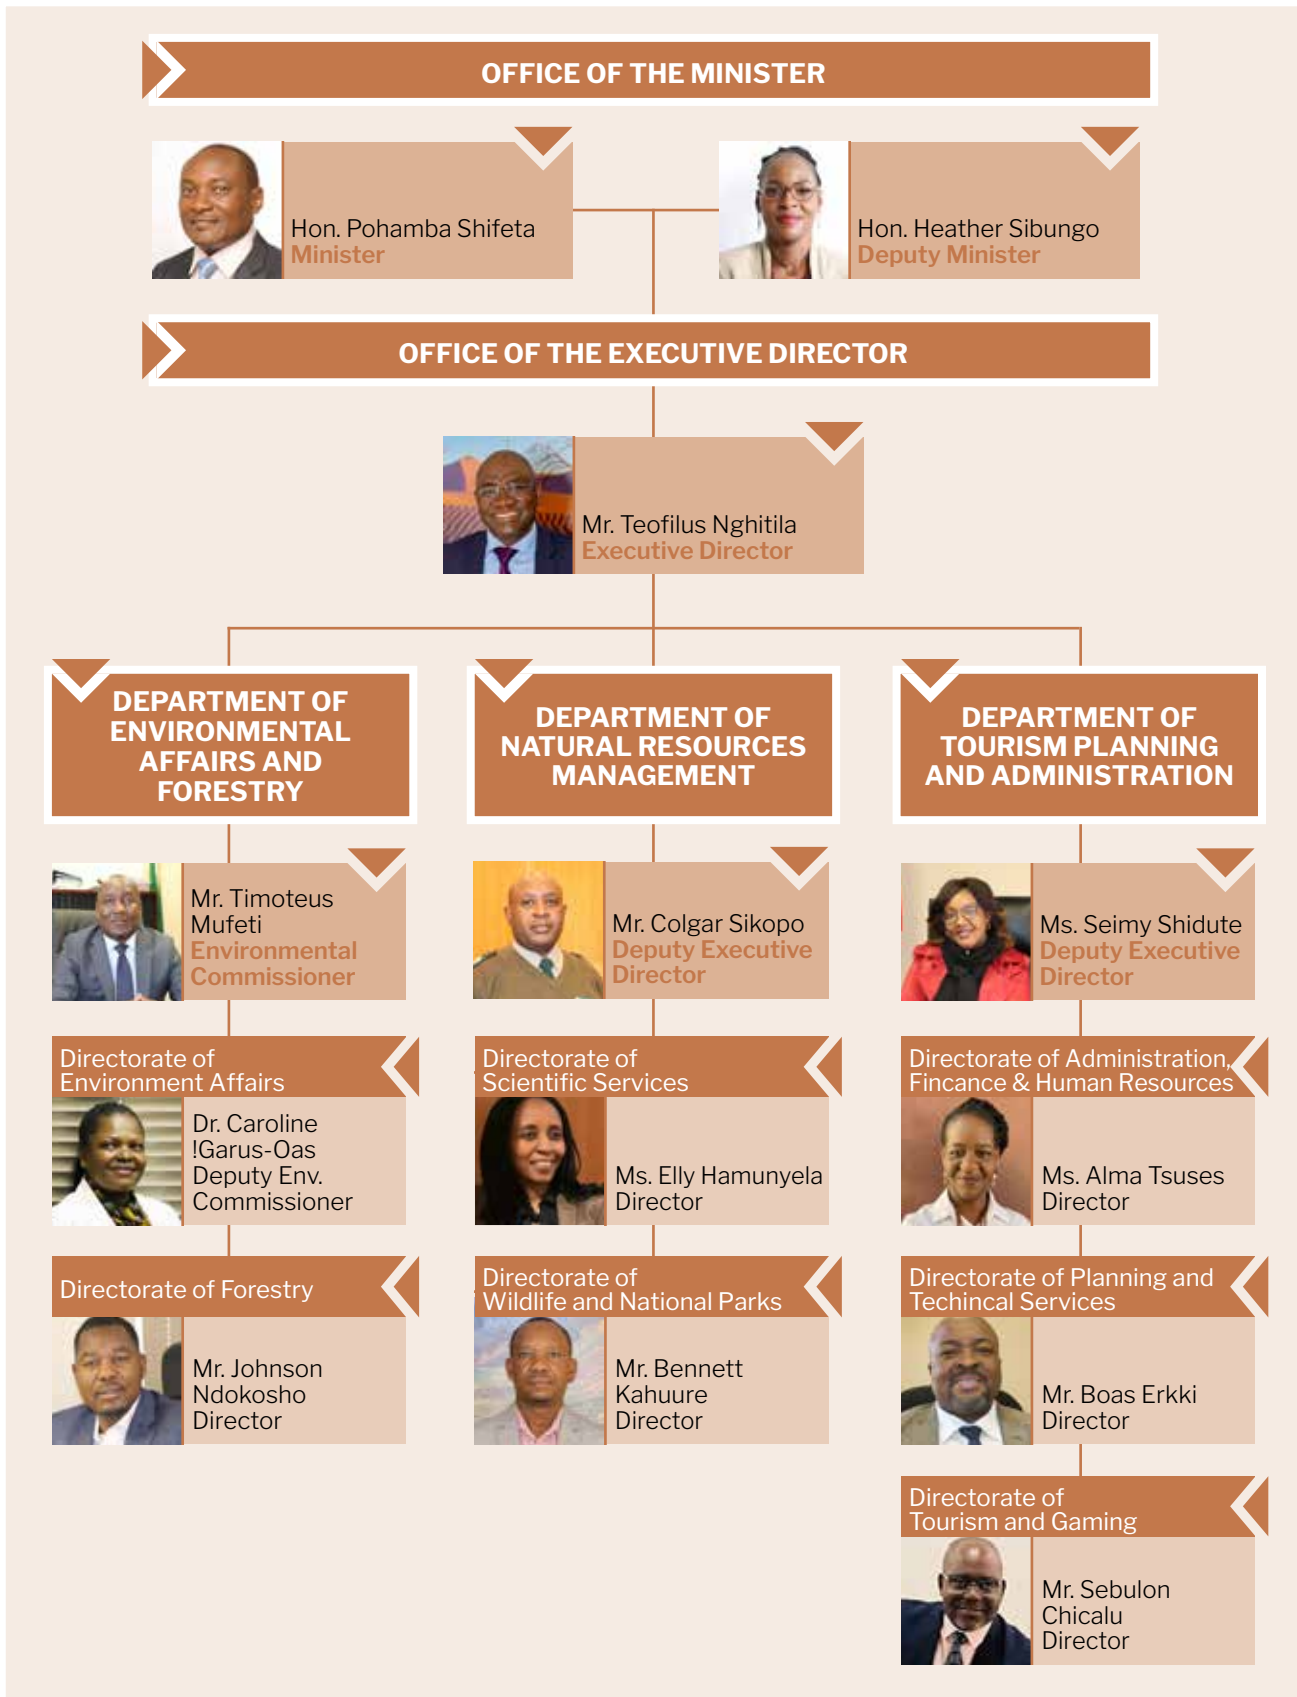 OFFICE OF THE MINISTER
Hon. Pohamba Shifeta
Minister
Hon. Heather Sibungo
Deputy Minister
OFFICE OF THE EXECUTIVE DIRECTOR
Mr. Teofilus Nghitila
Executive Director
DEPARTMENT OF
ENVIRONMENTAL
AFFAIRS AND
FORESTRY
Mr. Timoteus
Mufeti
Environmental
Commissioner
Directorate of
Environment Affairs
Dr. Caroline
!Garus-Oas
Deputy Env.
Commissioner
Directorate of Forestry
Mr. Johnson
Ndokosho
Director
DEPARTMENT OF
NATURAL RESOURCES
MANAGEMENT
Mr. Colgar Sikopo
Deputy Executive
Director
Directorate of
Scientific Services
Ms. Elly Hamunyela
Director
Directorate of
Wildlife and National Parks
Mr. Bennett
Kahuure
Director
DEPARTMENT OF
TOURISM PLANNING
AND ADMINISTRATION
Ms. Seimy Shidute
Deputy Executive
Director
Directorate of Administration,
Fincance & Human Resources
Ms. Alma Tsuses
Director
Directorate of Planning and
Techincal Services
Mr. Boas Erkki
Director
Directorate of
Tourism and Gaming
Mr. Sebulon
Chicalu
Director